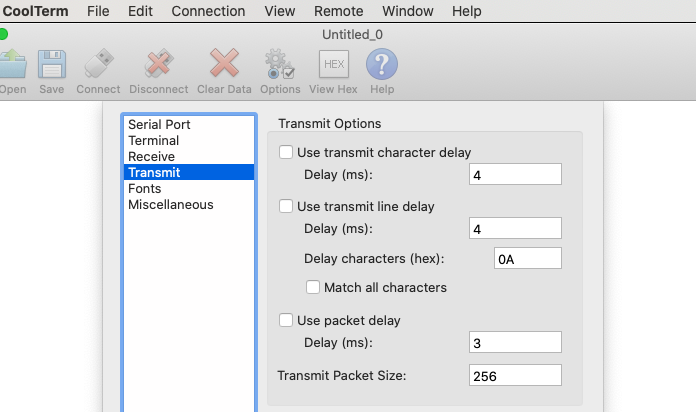 CoolTerm File Edit Connection View Remote Window Help
Untitled_0
HEX ?
Open Save Connect Disconnect Clear Data Options View Hex Help
Serial Port
Terminal
Receive
Transmit
Fonts
Miscellaneous
Transmit Options
Use transmit character delay
Delay (ms): 4
Use transmit line delay
Delay (ms): 4
Delay characters (hex): 0A
Match all characters
Use packet delay
Delay (ms): 3
Transmit Packet Size: 256